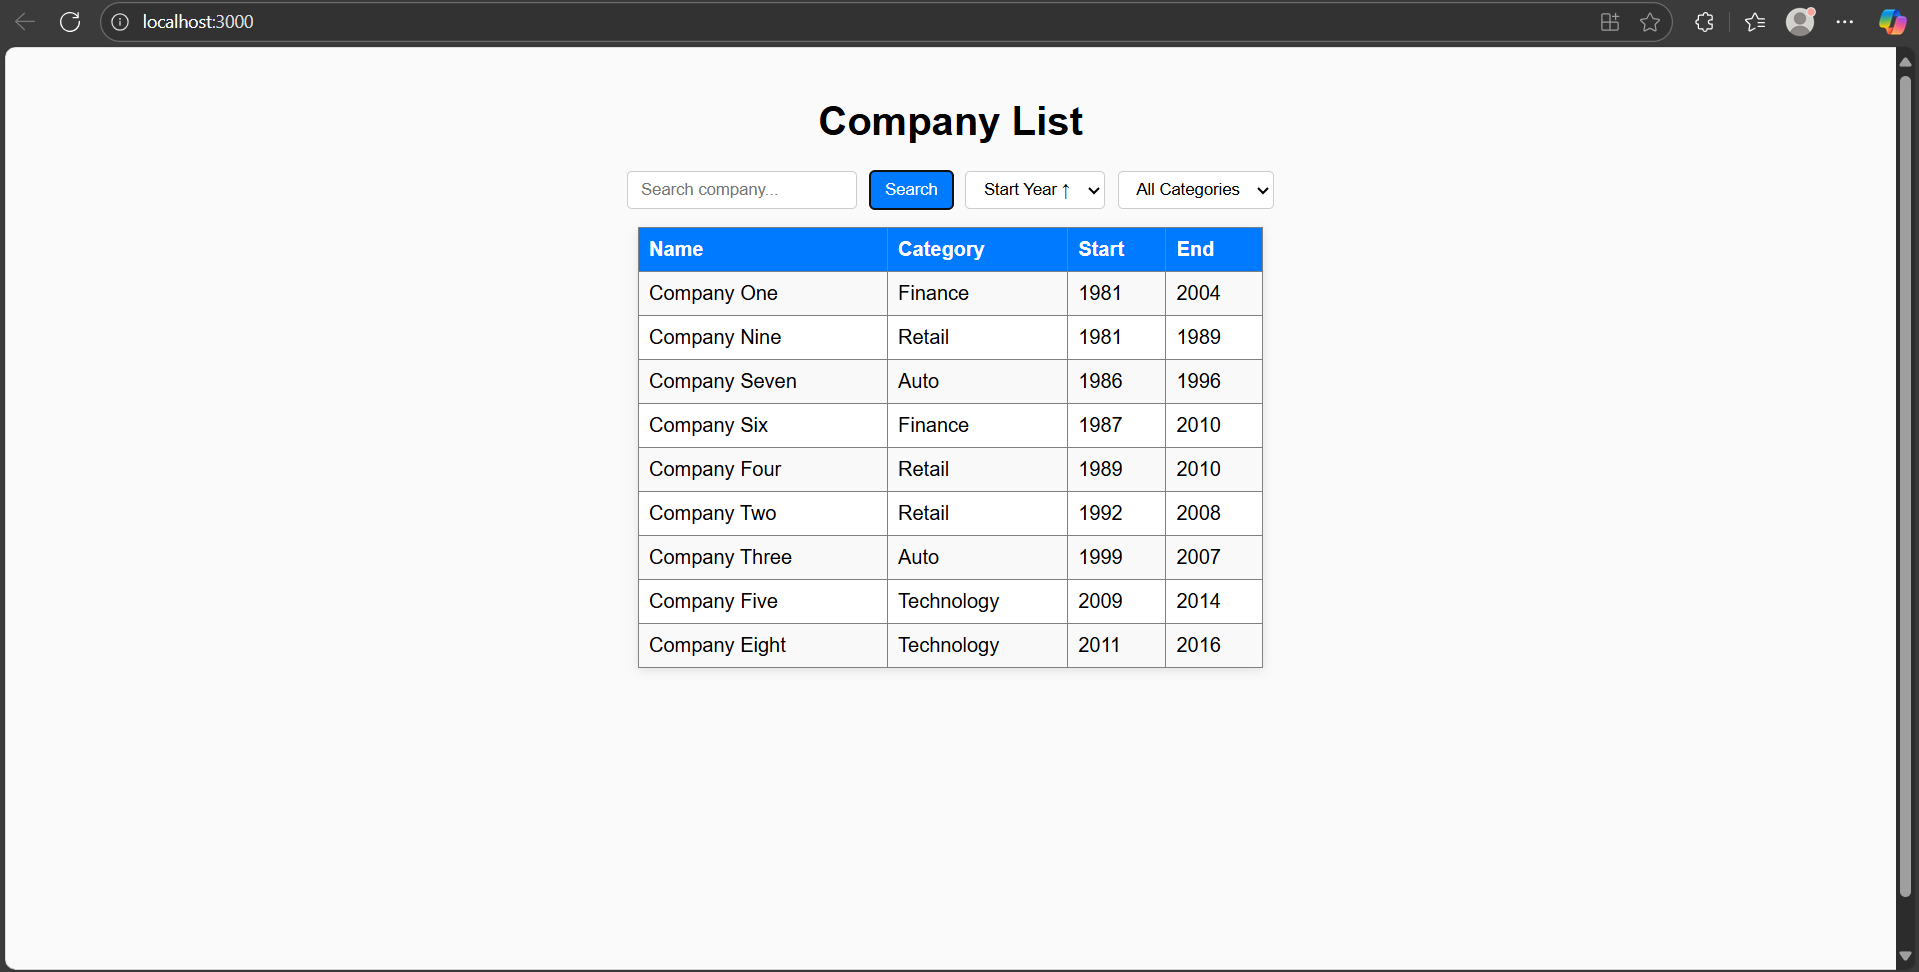 localhost:3000
Company List
Search company... Search Start Year ↑ All Categories
Name Category Start End
Company One Finance 1981 2004
Company Nine Retail 1981 1989
Company Seven Auto 1986 1996
Company Six Finance 1987 2010
Company Four Retail 1989 2010
Company Two Retail 1992 2008
Company Three Auto 1999 2007
Company Five Technology 2009 2014
Company Eight Technology 2011 2016